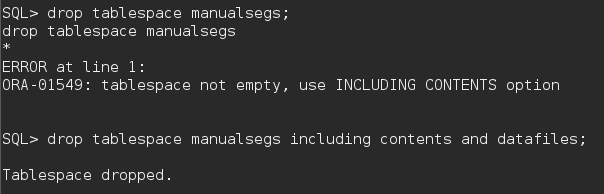 SQL> drop tablespace manualsegs;
drop tablespace manualsegs
*
ERROR at line 1:
ORA-01549: tablespace not empty, use INCLUDING CONTENTS option
SQL> drop tablespace manualsegs including contents and datafiles;
Tablespace dropped.